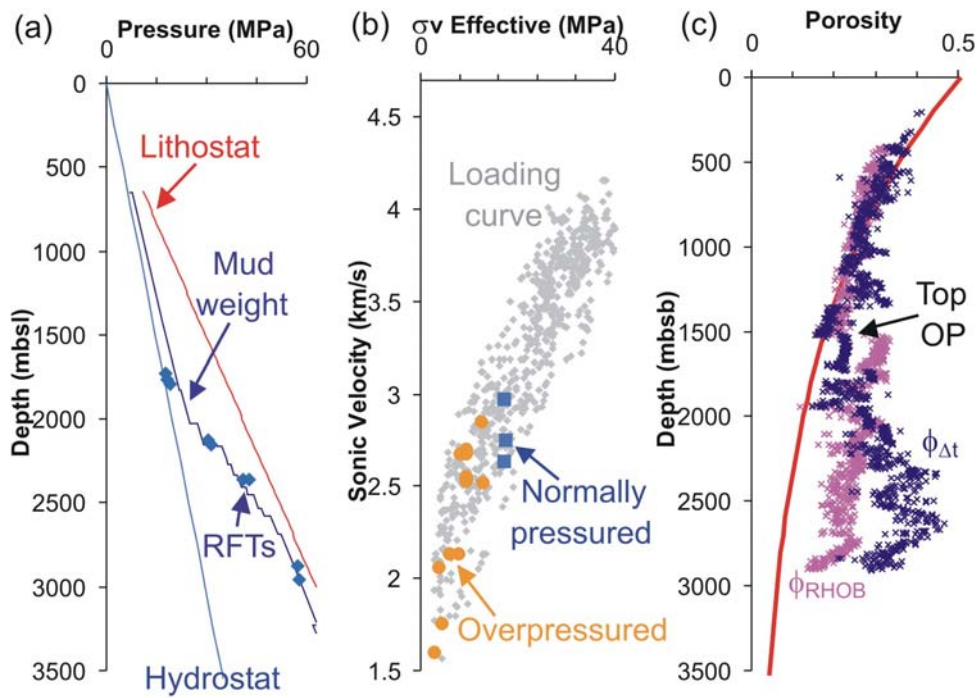 (a)
Pressure (MPa)
0
60
0
500
1000
1500
2000
2500
3000
3500
Depth (mbsl)
Lithostat
Mud
weight
RFTs
Hydrostat
(b)
σv Effective (MPa)
0
40
4.5
4
3.5
3
2.5
2
1.5
Sonic Velocity (km/s)
Loading
curve
Normally
pressured
Overpressured
(c)
Porosity
0
0.5
0
500
1000
1500
2000
2500
3000
3500
Depth (mbsb)
Top
OP
ϕΔt
ϕRHOB